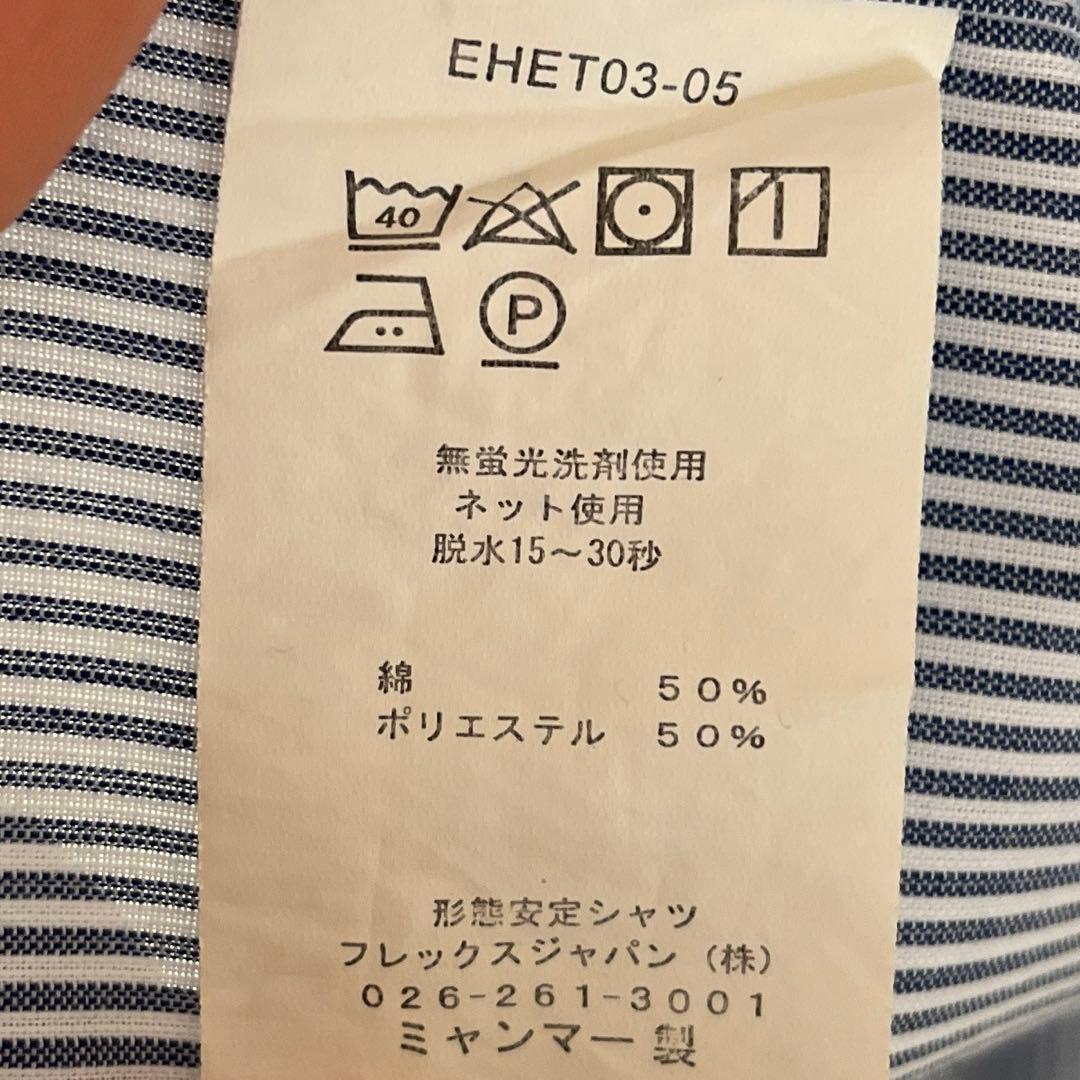 EHET03-05
40
P
無蛍光洗剤使用
ネット使用
脱水15～30秒
綿 50%
ポリエステル 50%
形態安定シャツ
フレックスジャパン（株）
026-261-3001
ミャンマー製